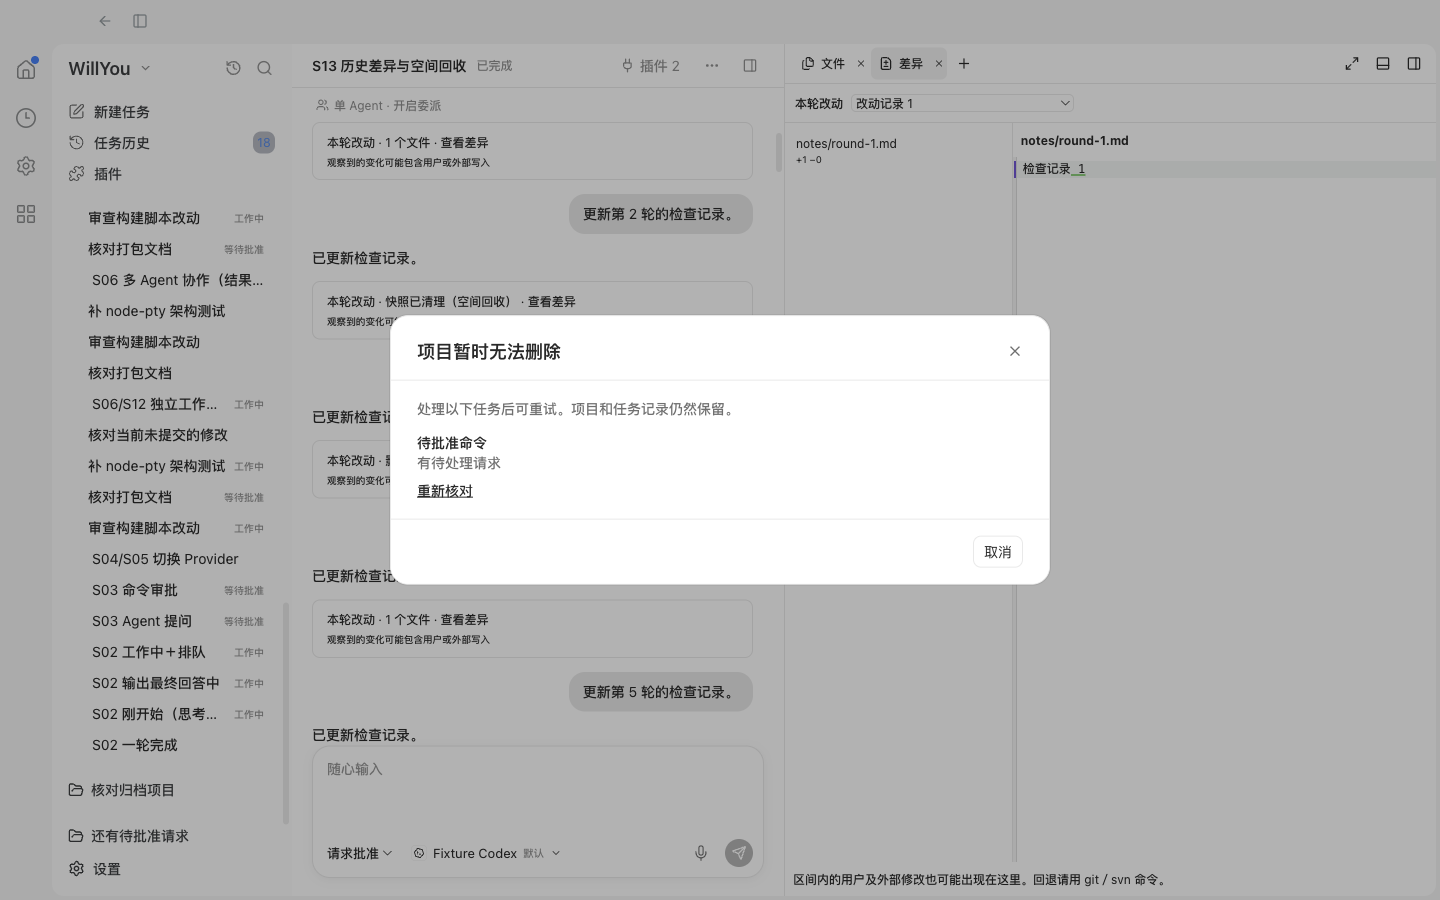 WillYou
新建任务
任务历史
18
插件
审查构建脚本改动 工作中
核对打包文档 等待批准
S06 多 Agent 协作（结果...
补 node-pty 架构测试
审查构建脚本改动
核对打包文档
S06/S12 独立工作... 工作中
核对当前未提交的修改
补 node-pty 架构测试 工作中
核对打包文档 等待批准
审查构建脚本改动 工作中
S04/S05 切换 Provider
S03 命令审批 等待批准
S03 Agent 提问 等待批准
S02 工作中＋排队 工作中
S02 输出最终回答中 工作中
S02 刚开始（思考... 工作中
S02 一轮完成
核对归档项目
还有待批准请求
设置
S13 历史差异与空间回收 已完成
插件 2
单 Agent · 开启委派
本轮改动 · 1 个文件 · 查看差异
观察到的变化可能包含用户或外部写入
更新第 2 轮的检查记录。
已更新检查记录。
本轮改动 · 快照已清理（空间回收） · 查看差异
观察到的变化可
已更新检查记
本轮改动 ·
观察到的变化可
已更新检查记
本轮改动 · 1 个文件 · 查看差异
观察到的变化可能包含用户或外部写入
更新第 5 轮的检查记录。
已更新检查记录。
随心输入
请求批准
Fixture Codex 默认
文件
差异
本轮改动 改动记录 1
notes/round-1.md
+1 −0
notes/round-1.md
检查记录 1
区间内的用户及外部修改也可能出现在这里。回退请用 git / svn 命令。
项目暂时无法删除
处理以下任务后可重试。项目和任务记录仍然保留。
待批准命令
有待处理请求
重新核对
取消